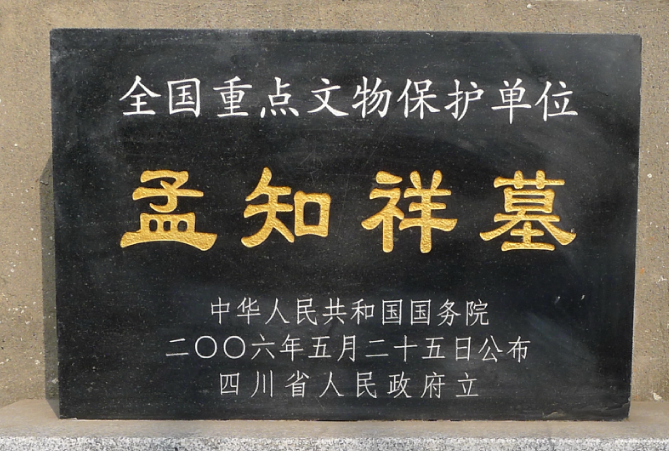 全国重点文物保护单位
孟知祥墓
中华人民共和国国务院
二〇〇六年五月二十五日公布
四川省人民政府立